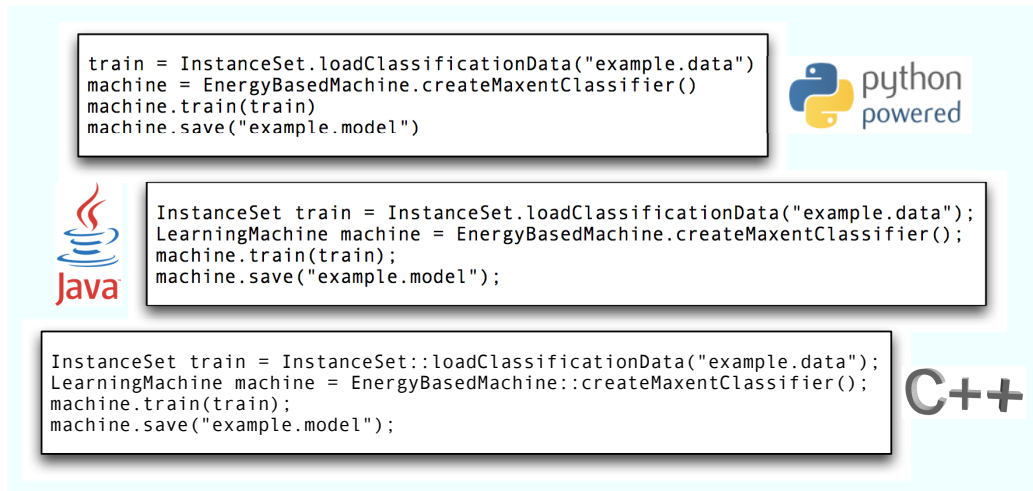 train = InstanceSet.loadClassificationData("example.data")
machine = EnergyBasedMachine.createMaxentClassifier()
machine.train(train)
machine.save("example.model")
python
powered
InstanceSet train = InstanceSet.loadClassificationData("example.data");
LearningMachine machine = EnergyBasedMachine.createMaxentClassifier();
machine.train(train);
machine.save("example.model");
Java
InstanceSet train = InstanceSet::loadClassificationData("example.data");
LearningMachine machine = EnergyBasedMachine::createMaxentClassifier();
machine.train(train);
machine.save("example.model");
C++